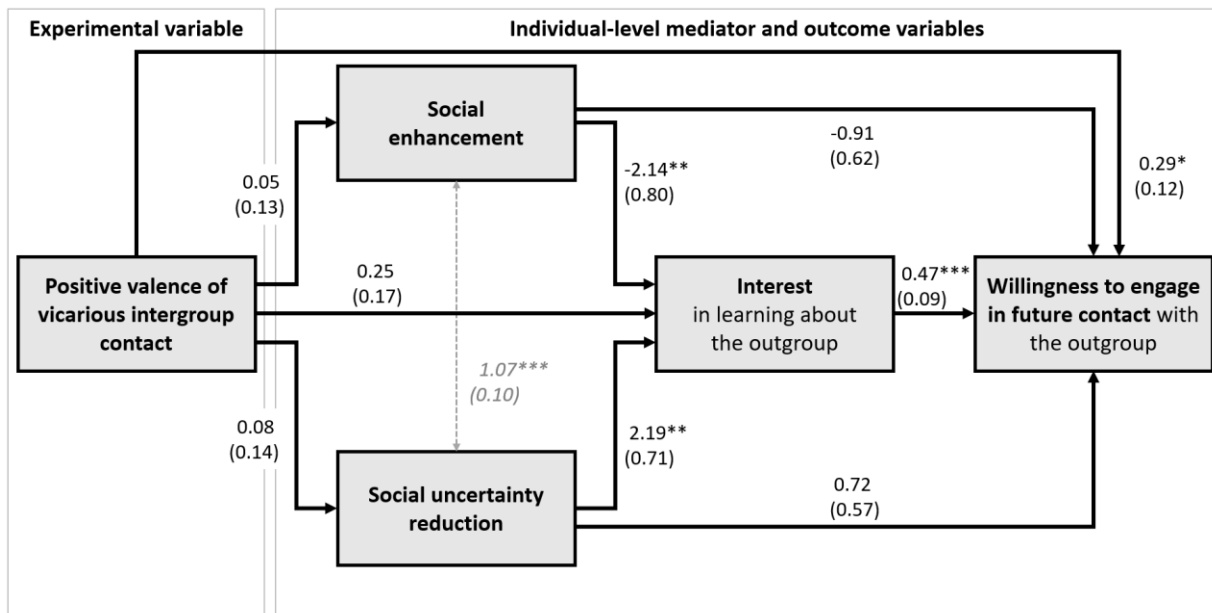 Experimental variable
Individual-level mediator and outcome variables
Social
enhancement
-0.91
(0.62)
-2.14**
(0.80)
0.29*
(0.12)
0.05
(0.13)
Positive valence of
vicarious intergroup
contact
0.25
(0.17)
Interest
in learning about
the outgroup
0.47***
(0.09)
Willingness to engage
in future contact with
the outgroup
1.07***
(0.10)
0.08
(0.14)
2.19**
(0.71)
Social uncertainty
reduction
0.72
(0.57)